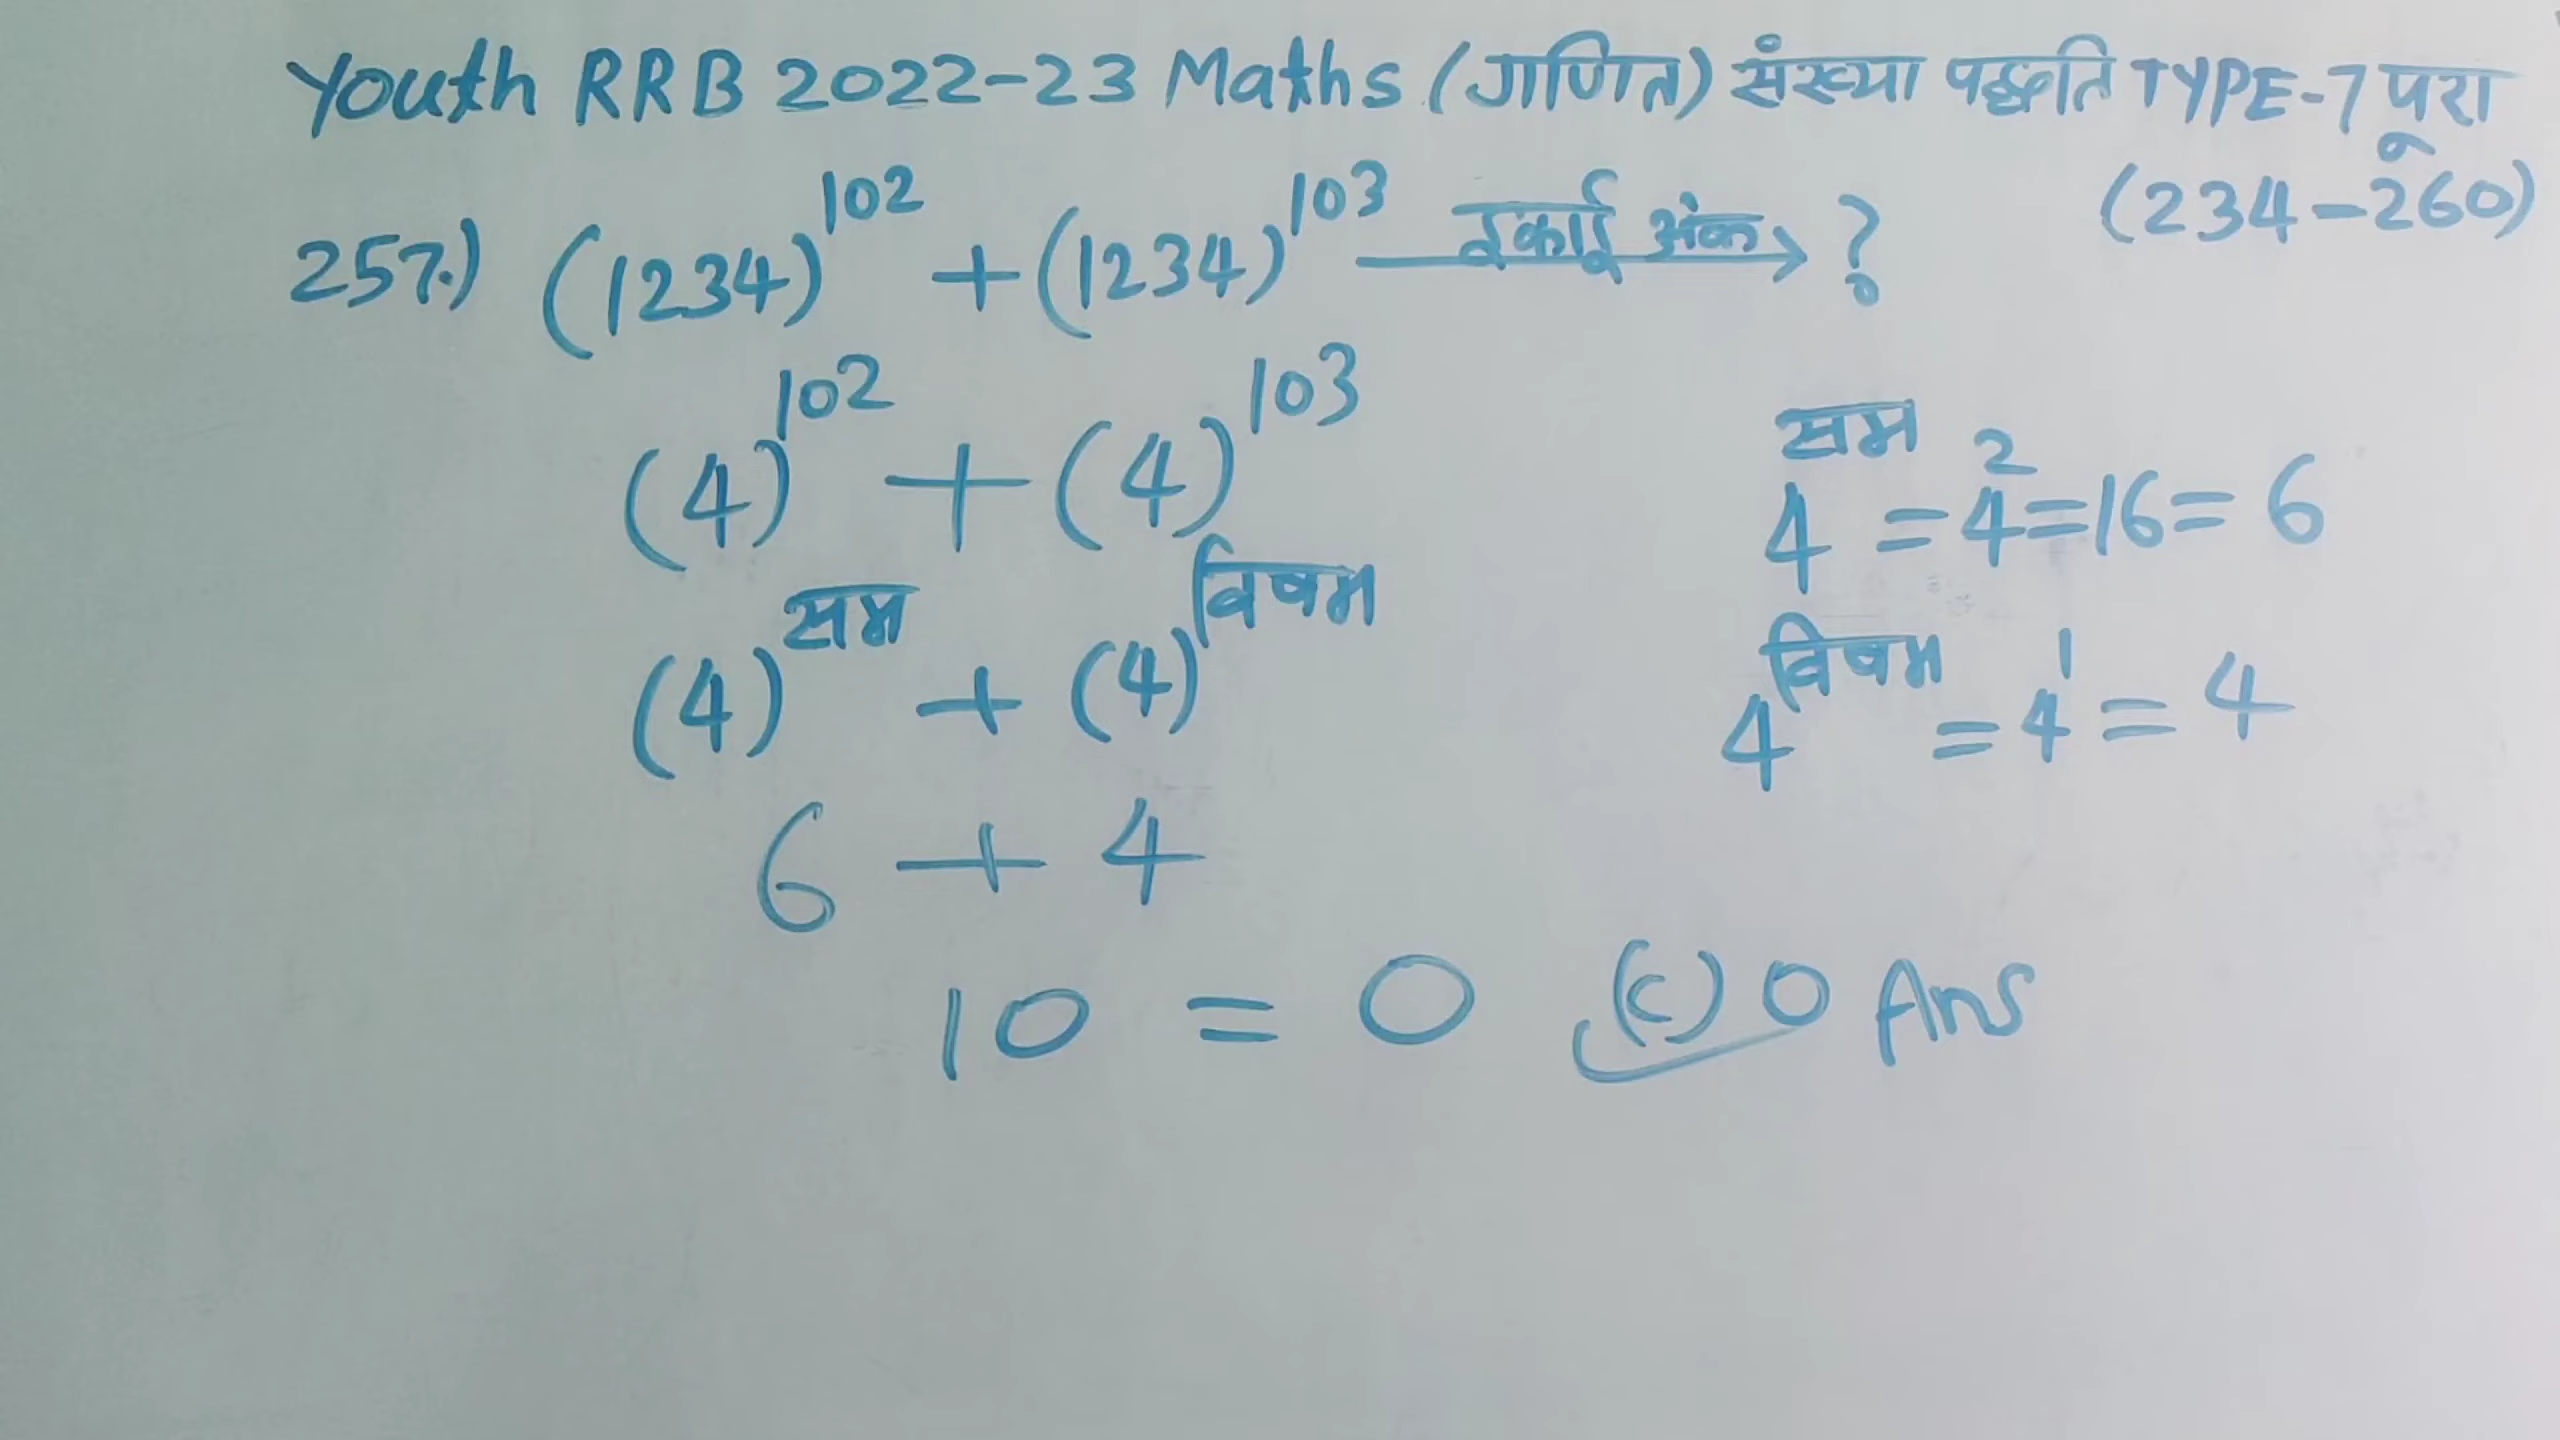 Youth RRB 2022-23 Maths (गणित) संख्या पद्धति TYPE-7 पूरा
(234-260)
257.) (1234)^102 + (1234)^103 इकाई अंक → ?
(4)^102 + (4)^103
(4)^सम + (4)^विषम
6 + 4
10 = 0 (c) 0 Ans
4^सम = 4^2 = 16 = 6
4^विषम = 4^1 = 4